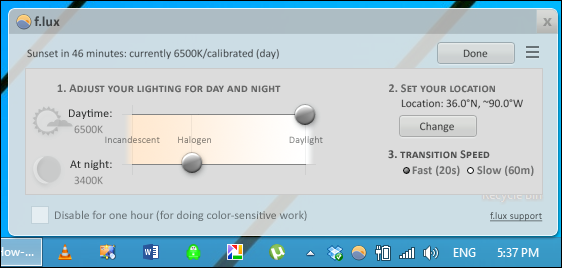 f.lux
x
Sunset in 46 minutes: currently 6500K/calibrated (day)
Done
1. Adjust your lighting for day and night
Daytime:
6500K
Incandescent Halogen Daylight
At night:
3400K
2. Set your location
Location: 36.0°N, ~90.0°W
Change
3. Transition speed
Fast (20s) Slow (60m)
Recycle Bin
Disable for one hour (for doing color-sensitive work)
f.lux support
How-...
W
ENG
5:37 PM